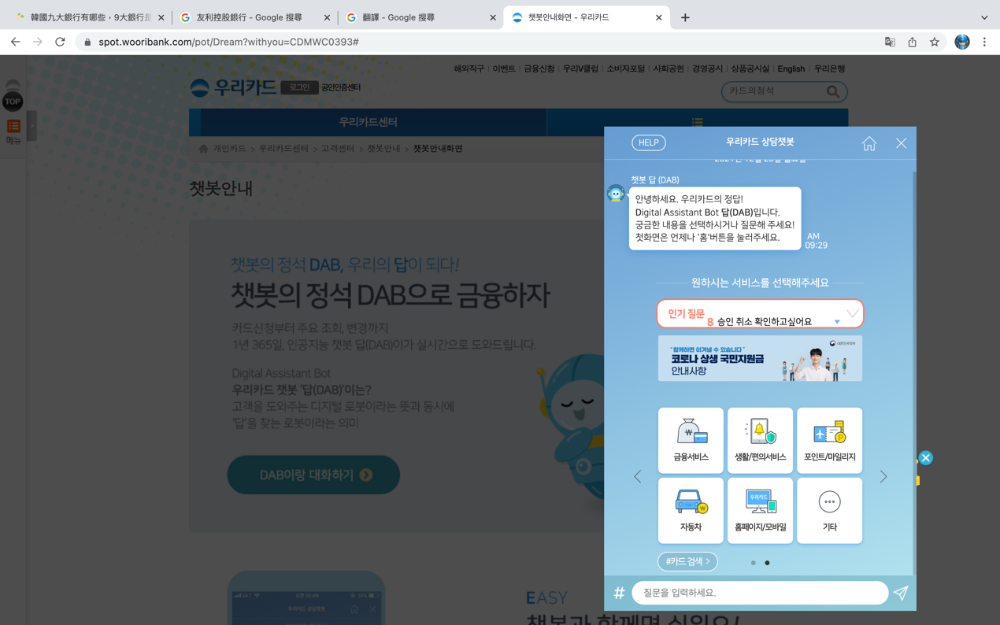 韓國九大銀行有哪些，9大銀行是
友利控股銀行 - Google 搜尋
翻譯 - Google 搜尋
챗봇안내화면 - 우리카드
spot.wooribank.com/pot/Dream?withyou=CDMWC0393#
해외직구 이벤트 금융신청 우리V클럽 소비자포털 사회공헌 경영공시 상품공시실 English 우리은행
우리카드 로그인 공인인증센터
카드의정석
TOP
메뉴
우리카드센터
개인카드 > 우리카드센터 > 고객센터 > 챗봇안내 > 챗봇안내화면
챗봇안내
챗봇의 정석 DAB, 우리의 답이 되다!
챗봇의 정석 DAB으로 금융하자
카드신청부터 주요 조회, 변경까지
1년 365일, 인공지능 챗봇 답(DAB)이가 실시간으로 도와드립니다.
Digital Assistant Bot
우리카드 챗봇 '답(DAB)'이는?
고객을 도와주는 디지털 로봇이라는 뜻과 동시에
'답'을 찾는 로봇이라는 의미
DAB이랑 대화하기
우리카드 상담챗봇
EASY
HELP
우리카드 상담챗봇
챗봇 답 (DAB)
안녕하세요. 우리카드의 정답!
Digital Assistant Bot 답(DAB)입니다.
궁금한 내용을 선택하시거나 질문해 주세요!
첫화면은 언제나 '홈'버튼을 눌러주세요.
AM
09:29
원하시는 서비스를 선택해주세요
인기 질문
8 승인 취소 확인하고싶어요
"함께하면 이겨낼 수 있습니다"
코로나 상생 국민지원금
안내사항
대한민국정부
금융서비스
생활/편의서비스
포인트/마일리지
우리카드
자동차
홈페이지/모바일
기타
#카드 검색 >
# 질문을 입력하세요.